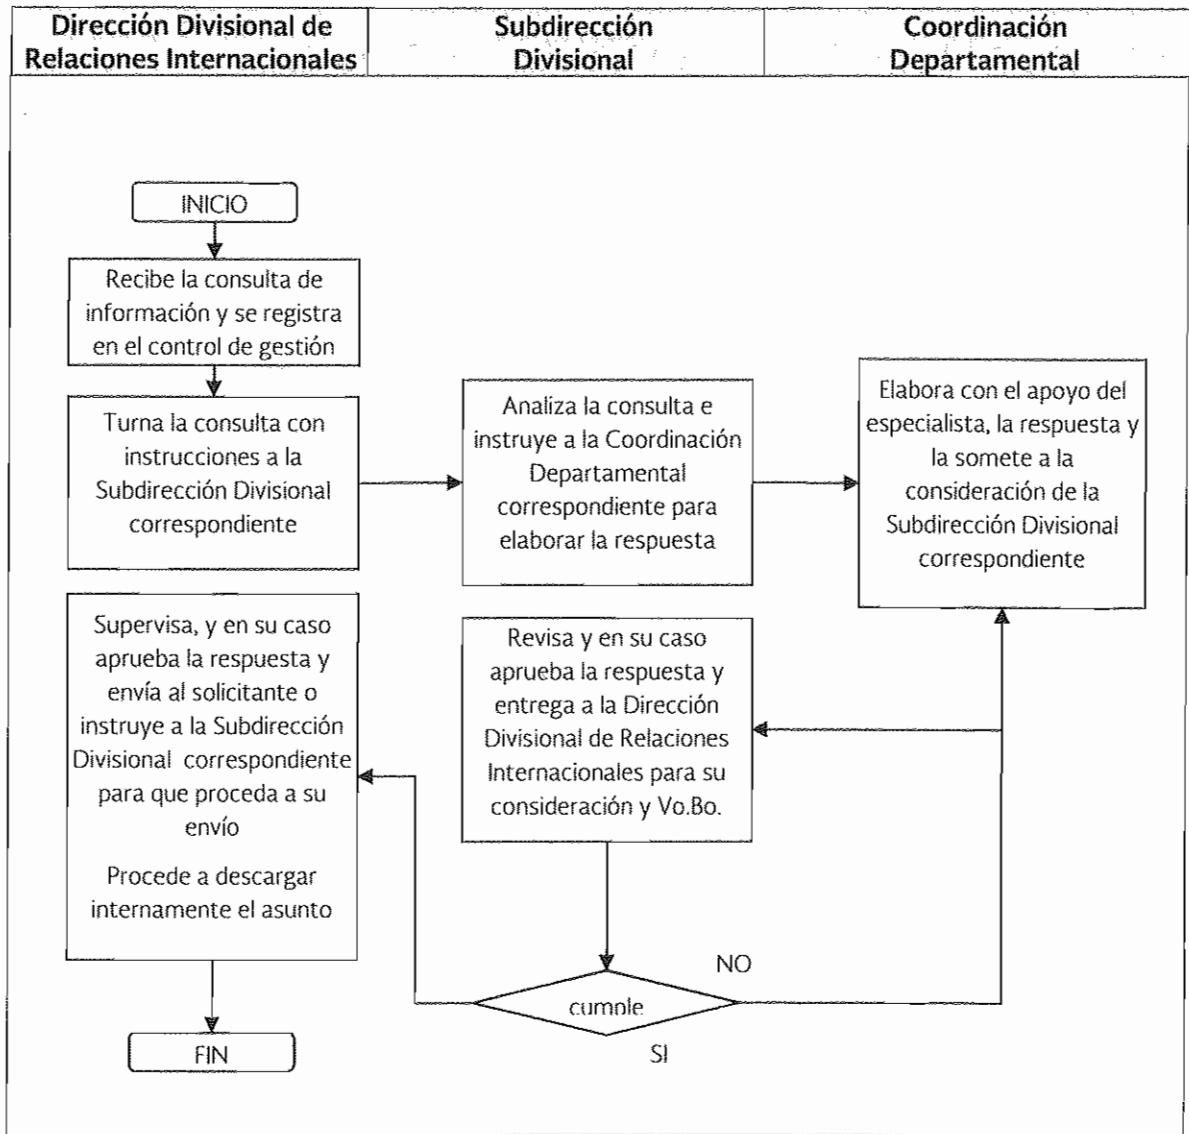 Dirección Divisional de
Relaciones Internacionales
Subdirección
Divisional
Coordinación
Departamental
INICIO
Recibe la consulta de
información y se registra
en el control de gestión
Turna la consulta con
instrucciones a la
Subdirección Divisional
correspondiente
Analiza la consulta e
instruye a la Coordinación
Departamental
correspondiente para
elaborar la respuesta
Elabora con el apoyo del
especialista, la respuesta y
la somete a la
consideración de la
Subdirección Divisional
correspondiente
Revisa y en su caso
aprueba la respuesta y
entrega a la Dirección
Divisional de Relaciones
Internacionales para su
consideración y Vo.Bo.
cumple
NO
SI
Supervisa, y en su caso
aprueba la respuesta y
envía al solicitante o
instruye a la Subdirección
Divisional correspondiente
para que proceda a su
envío
Procede a descargar
internamente el asunto
FIN